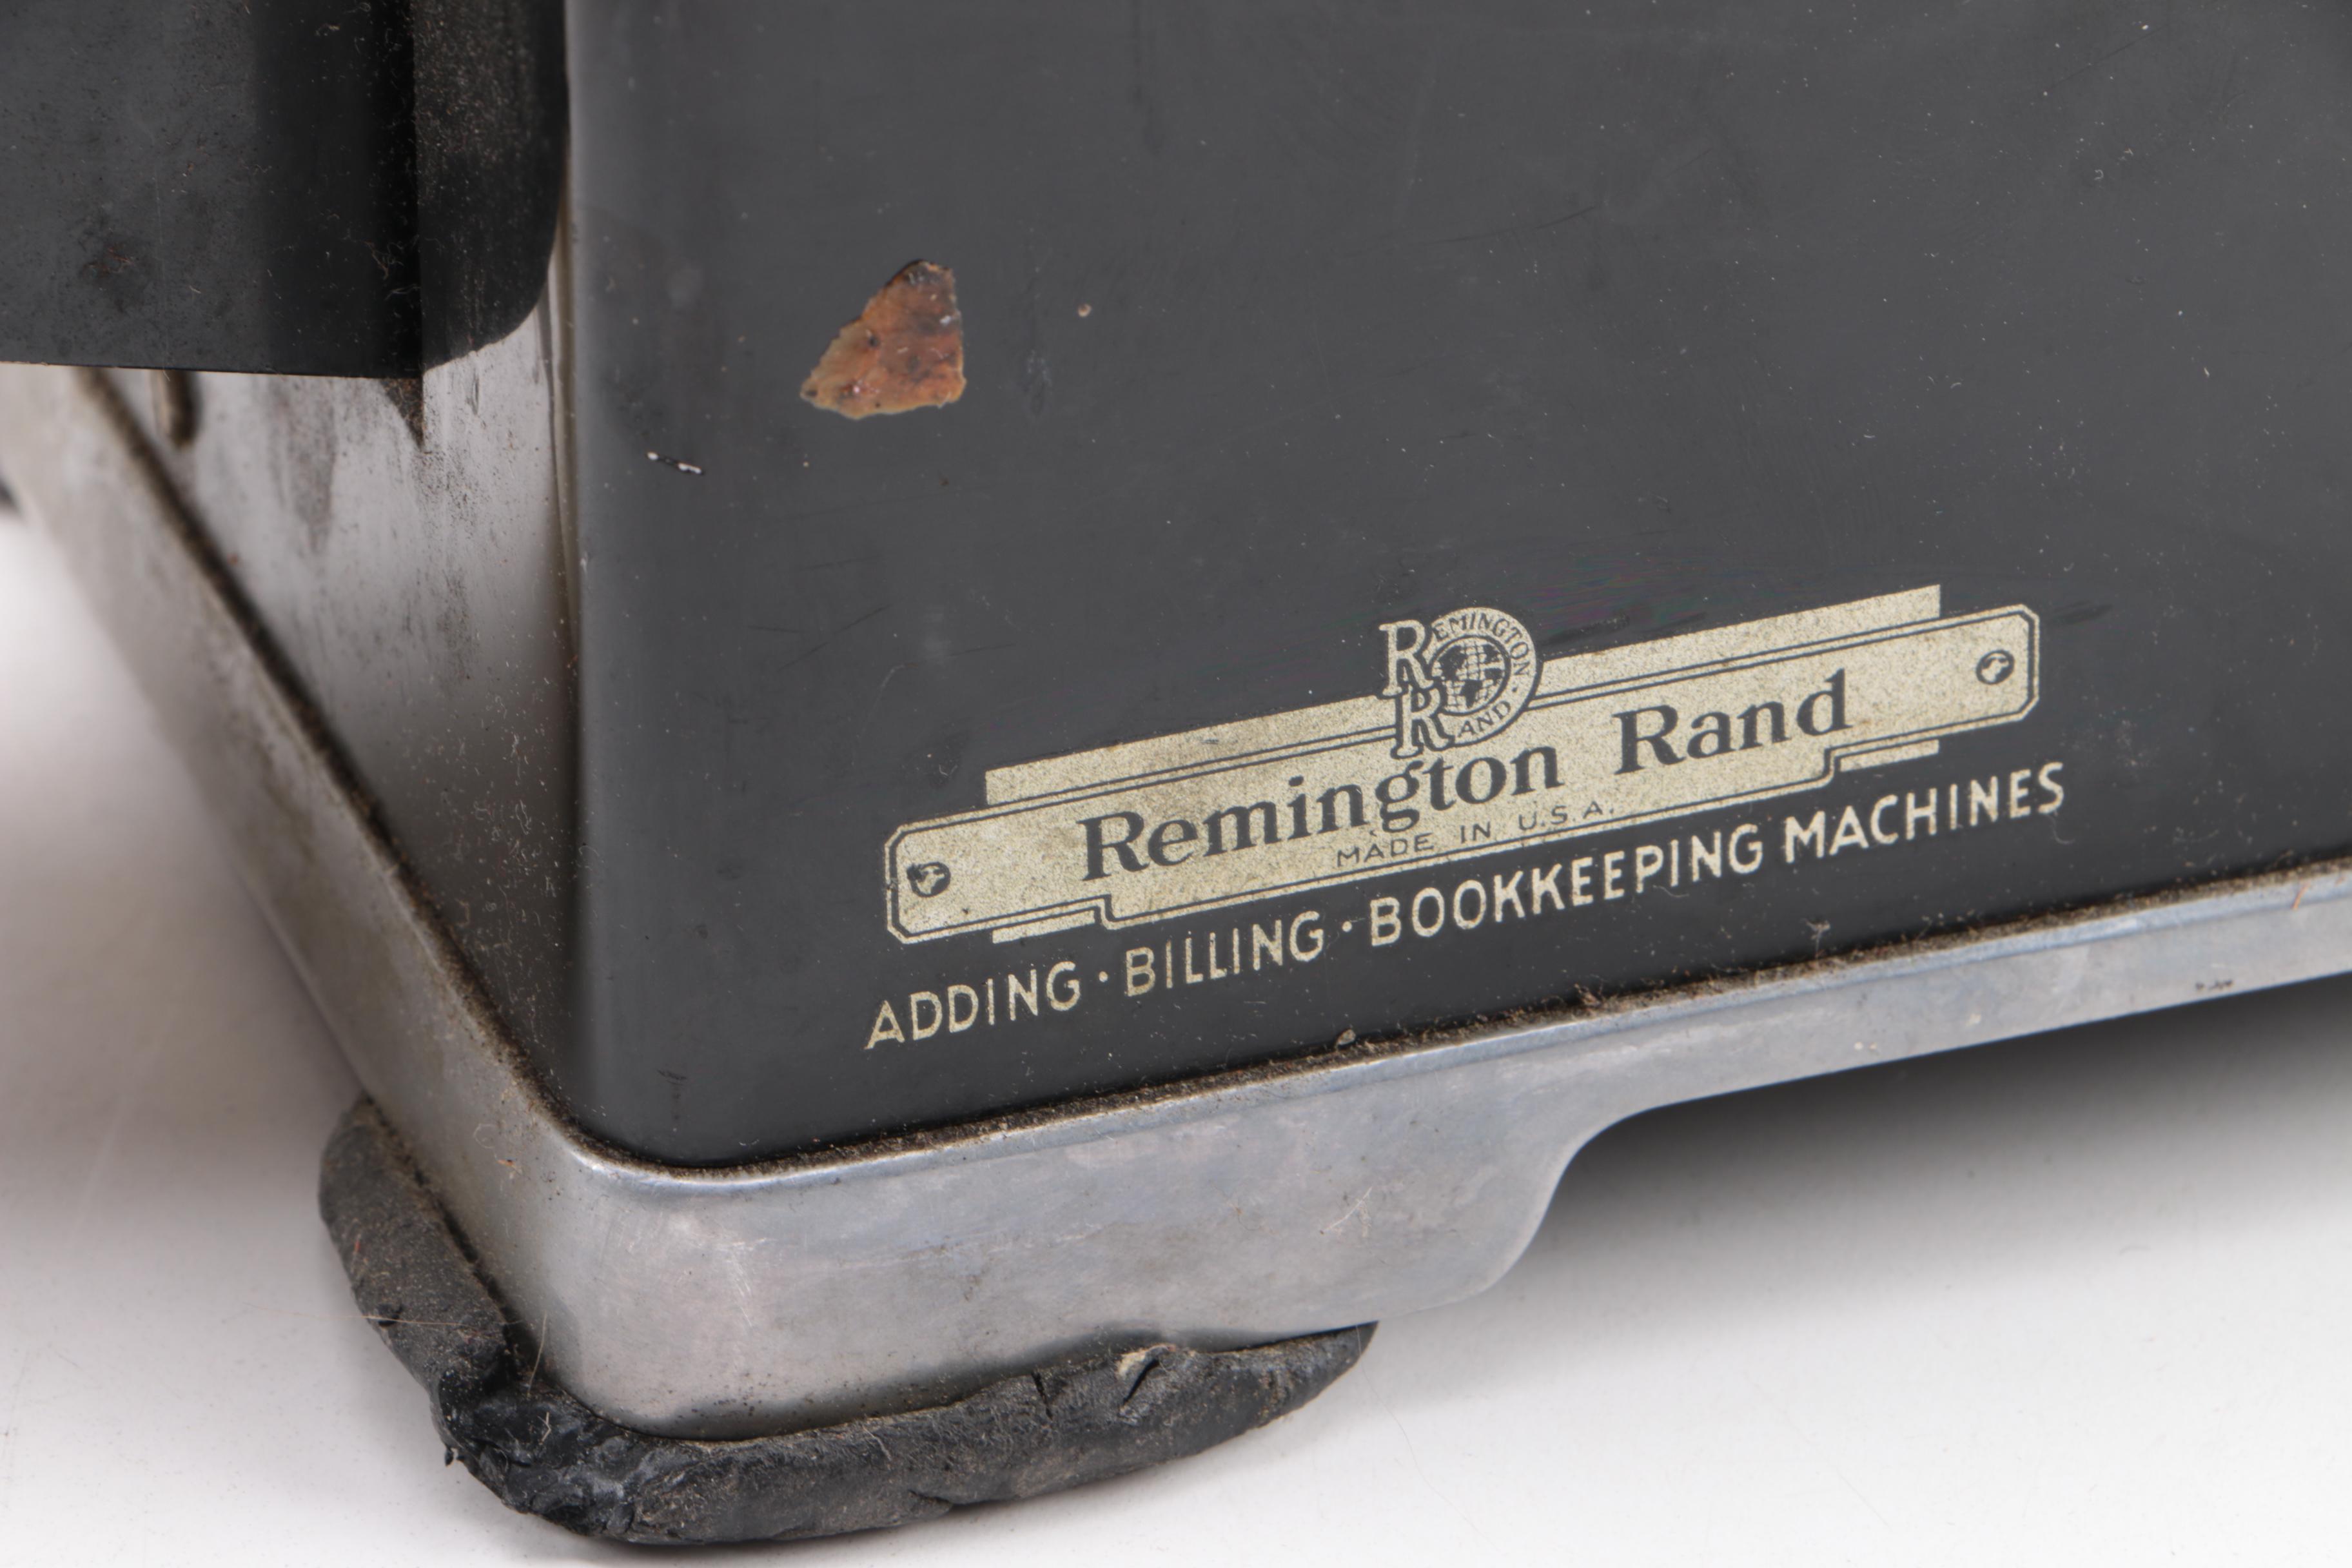 REMINGTON RAND
Remington Rand
MADE IN U.S.A.
ADDING · BILLING · BOOKKEEPING MACHINES